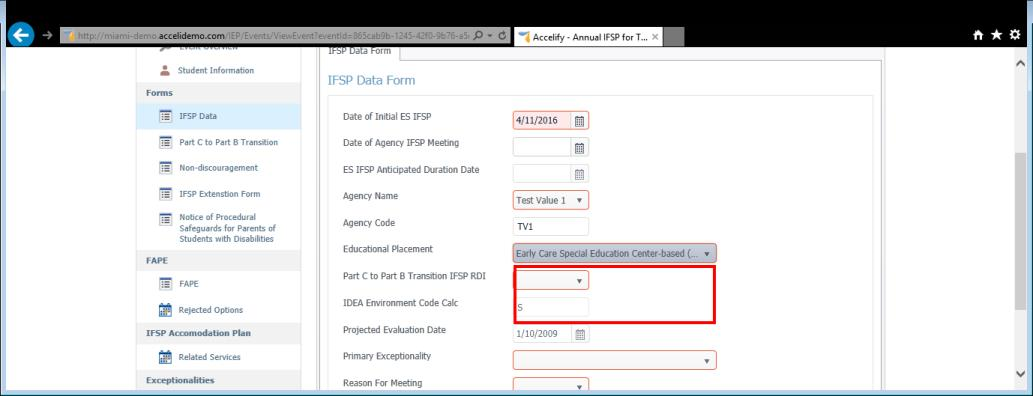 http://miami-demo.accelidemo.com/IEP/Events/ViewEvent?eventId=865cab9b-1245-42f0-9b76-a5
Accelify - Annual IFSP for T...
Event Overview
Student Information
Forms
IFSP Data
Part C to Part B Transition
Non-discouragement
IFSP Extenstion Form
Notice of Procedural
Safeguards for Parents of
Students with Disabilities
FAPE
FAPE
Rejected Options
IFSP Accomodation Plan
Related Services
Exceptionalities
IFSP Data Form
IFSP Data Form
Date of Initial ES IFSP 4/11/2016
Date of Agency IFSP Meeting
ES IFSP Anticipated Duration Date
Agency Name Test Value 1
Agency Code TV1
Educational Placement Early Care Special Education Center-based (...
Part C to Part B Transition IFSP RDI
IDEA Environment Code Calc S
Projected Evaluation Date 1/10/2009
Primary Exceptionality
Reason For Meeting